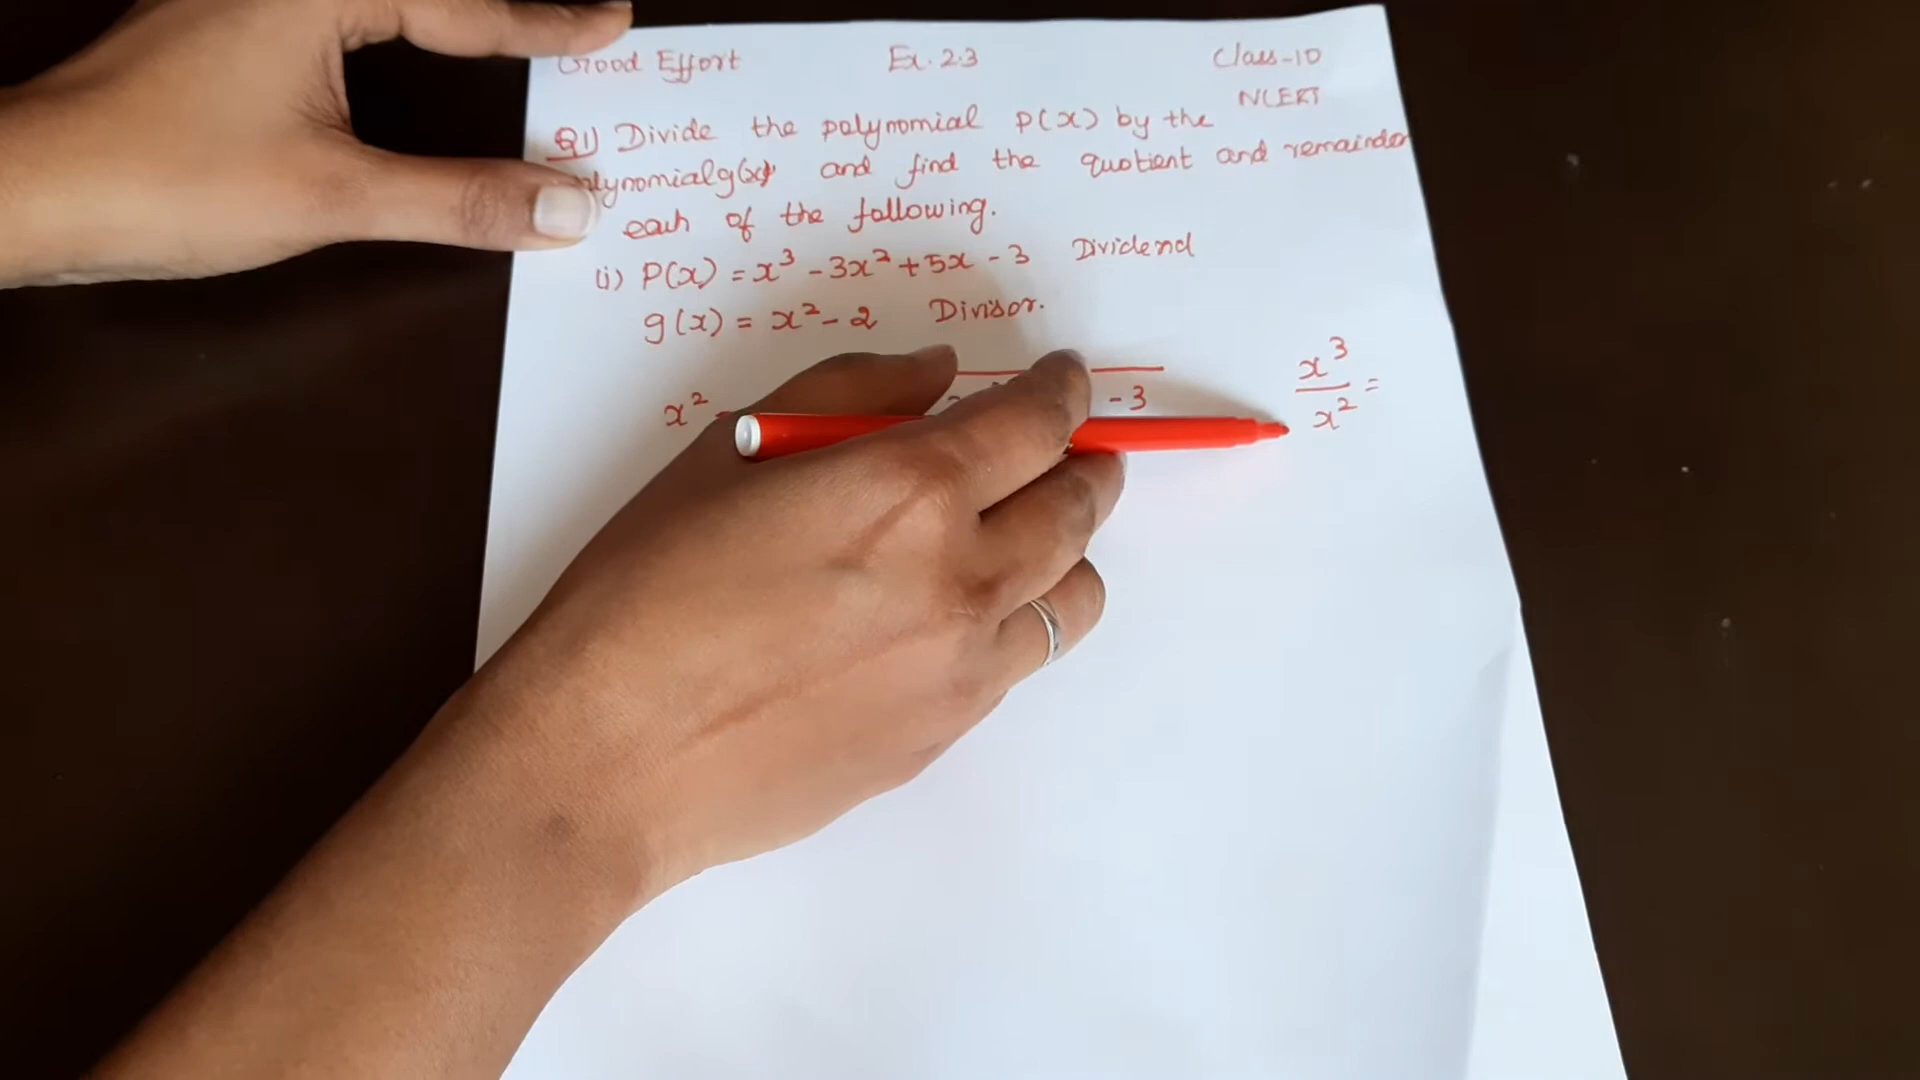 Good Effort Ex. 2.3 Class-10
NCERT
Q1) Divide the polynomial P(x) by the
polynomial g(x) and find the quotient and remainder
each of the following.
(i) P(x) = x³ - 3x² + 5x - 3 Dividend
g(x) = x² - 2 Divisor.
x² - - 3
x³/x² =